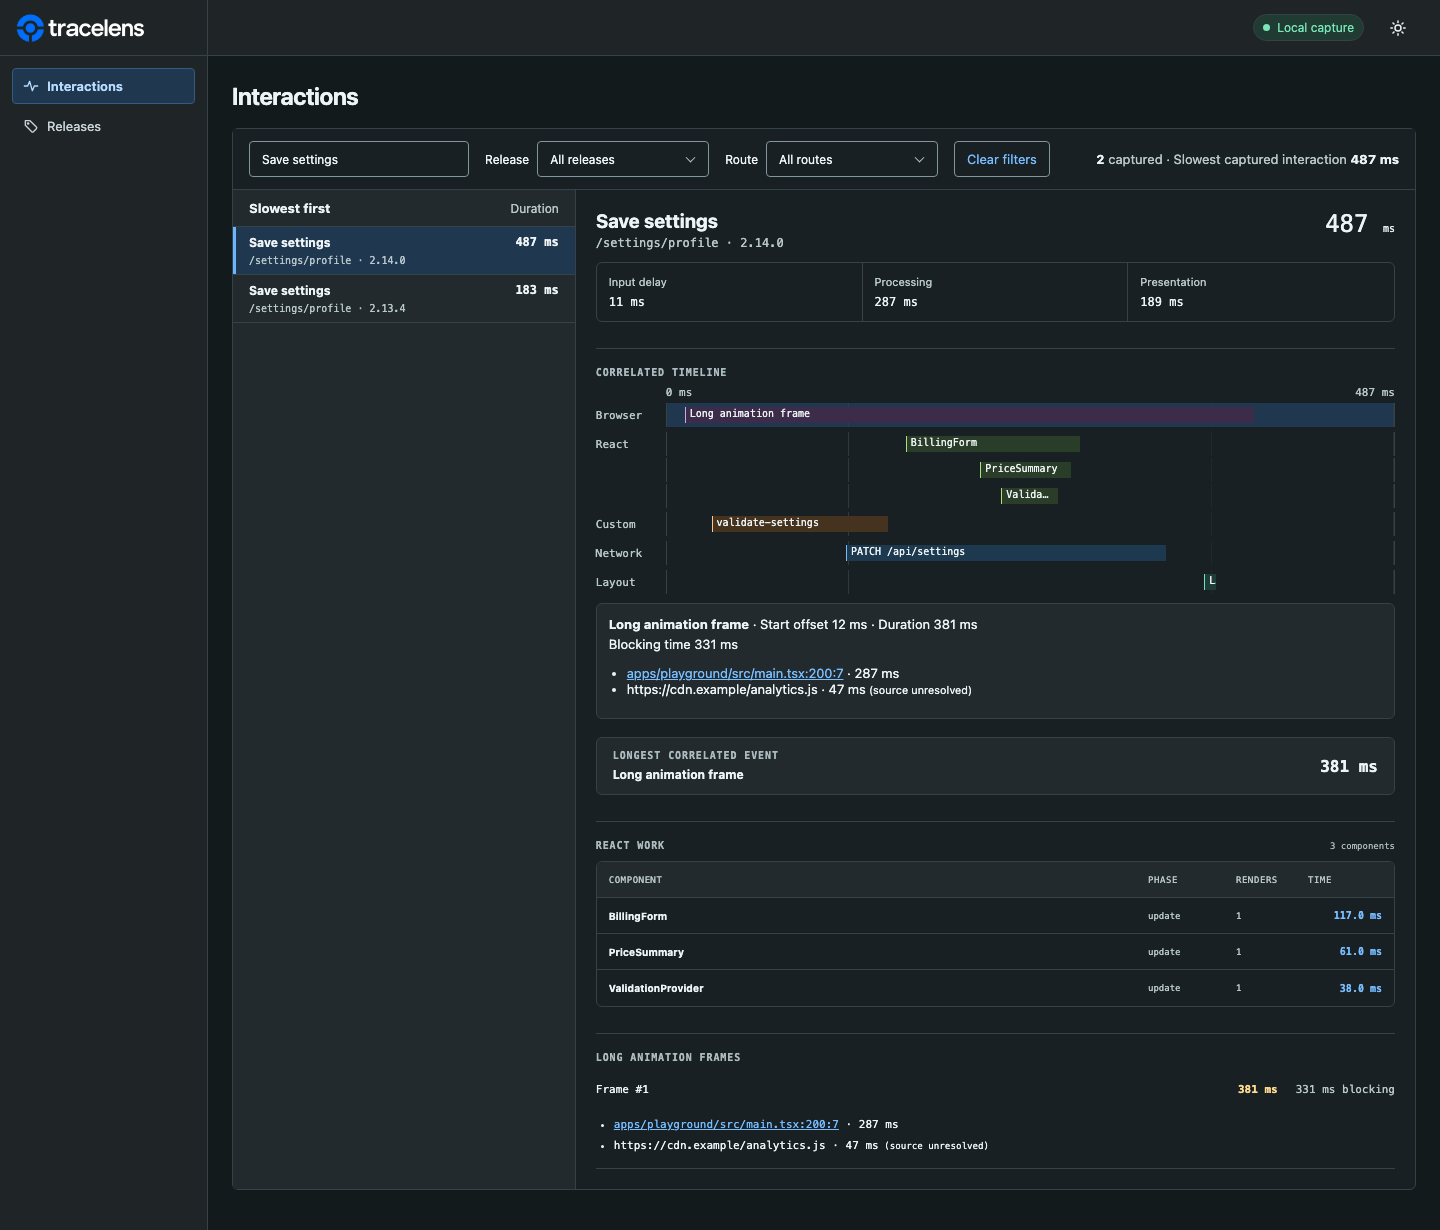 tracelens
Local capture
Interactions
Releases
Interactions
Save settings
Release
All releases
Route
All routes
Clear filters
2 captured · Slowest captured interaction 487 ms
Slowest first
Duration
Save settings
487 ms
/settings/profile · 2.14.0
Save settings
183 ms
/settings/profile · 2.13.4
Save settings
487 ms
/settings/profile · 2.14.0
Input delay
11 ms
Processing
287 ms
Presentation
189 ms
CORRELATED TIMELINE
0 ms
487 ms
Browser
Long animation frame
React
BillingForm
PriceSummary
Valida…
Custom
validate-settings
Network
PATCH /api/settings
Layout
L
Long animation frame · Start offset 12 ms · Duration 381 ms
Blocking time 331 ms
• apps/playground/src/main.tsx:200:7 · 287 ms
• https://cdn.example/analytics.js · 47 ms (source unresolved)
LONGEST CORRELATED EVENT
Long animation frame
381 ms
REACT WORK
3 components
COMPONENT PHASE RENDERS TIME
BillingForm update 1 117.0 ms
PriceSummary update 1 61.0 ms
ValidationProvider update 1 38.0 ms
LONG ANIMATION FRAMES
Frame #1
381 ms 331 ms blocking
• apps/playground/src/main.tsx:200:7 · 287 ms
• https://cdn.example/analytics.js · 47 ms (source unresolved)